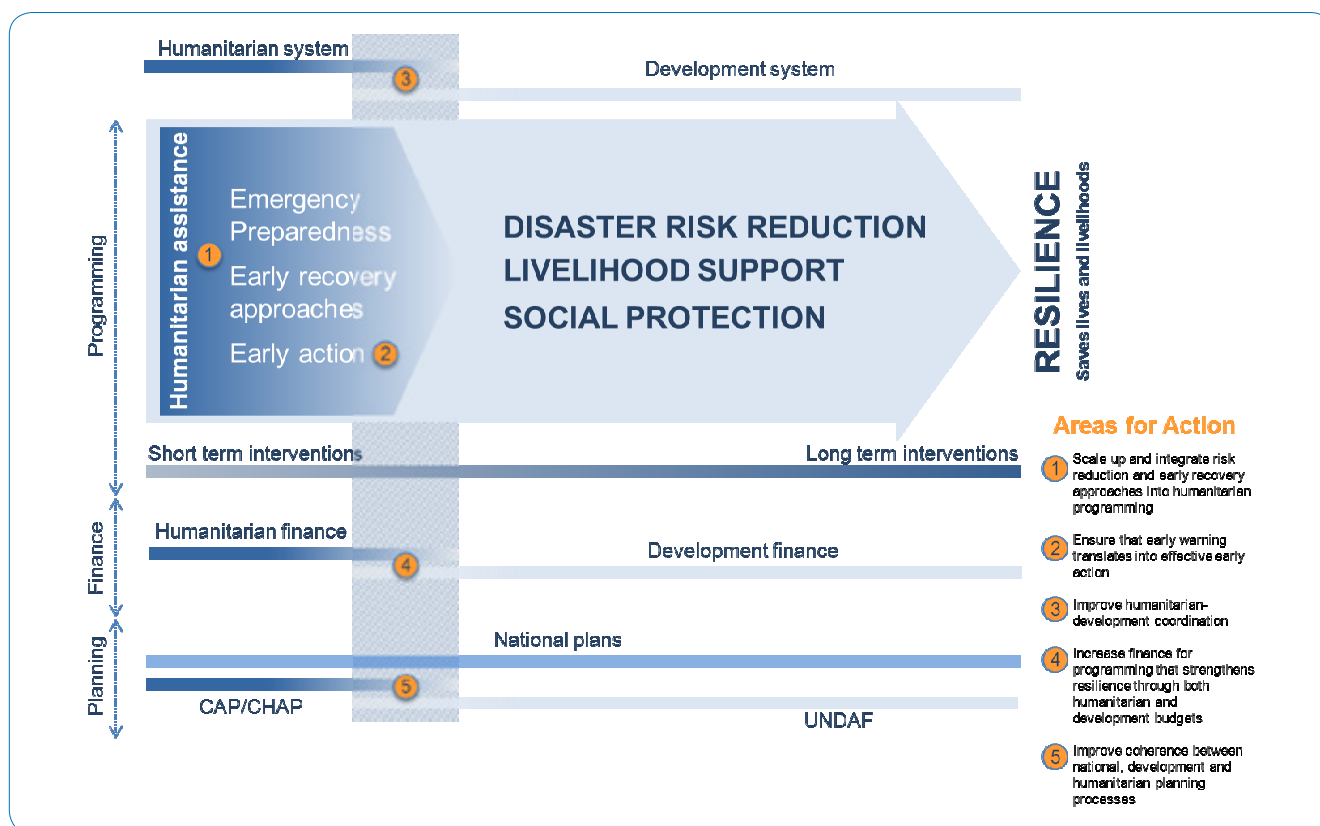 Humanitarian system
3
Development system
Programming
Humanitarian assistance
1
Emergency
Preparedness
Early recovery
approaches
Early action 2
DISASTER RISK REDUCTION
LIVELIHOOD SUPPORT
SOCIAL PROTECTION
RESILIENCE
Saves lives and livelihoods
Short term interventions
Long term interventions
Finance
Humanitarian finance
4
Development finance
Planning
National plans
5
CAP/CHAP
UNDAF
Areas for Action
1 Scale up and integrate risk
reduction and early recovery
approaches into humanitarian
programming
2 Ensure that early warning
translates into effective early
action
3 Improve humanitarian-
development coordination
4 Increase finance for
programming that strengthens
resilience through both
humanitarian and
development budgets
5 Improve coherence between
national, development and
humanitarian planning
processes